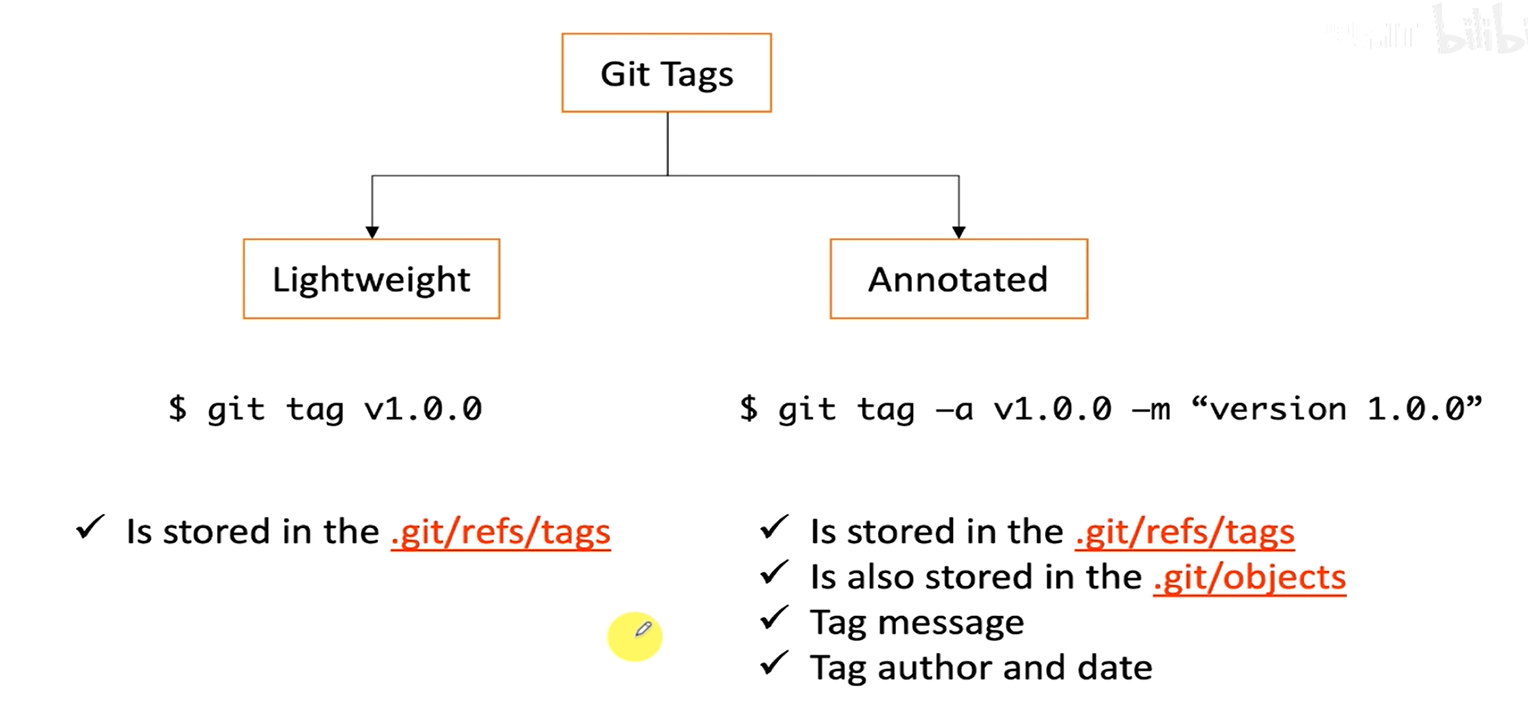 Git Tags
Lightweight
Annotated
$ git tag v1.0.0
$ git tag –a v1.0.0 –m “version 1.0.0”
✓ Is stored in the .git/refs/tags
✓ Is stored in the .git/refs/tags
✓ Is also stored in the .git/objects
✓ Tag message
✓ Tag author and date